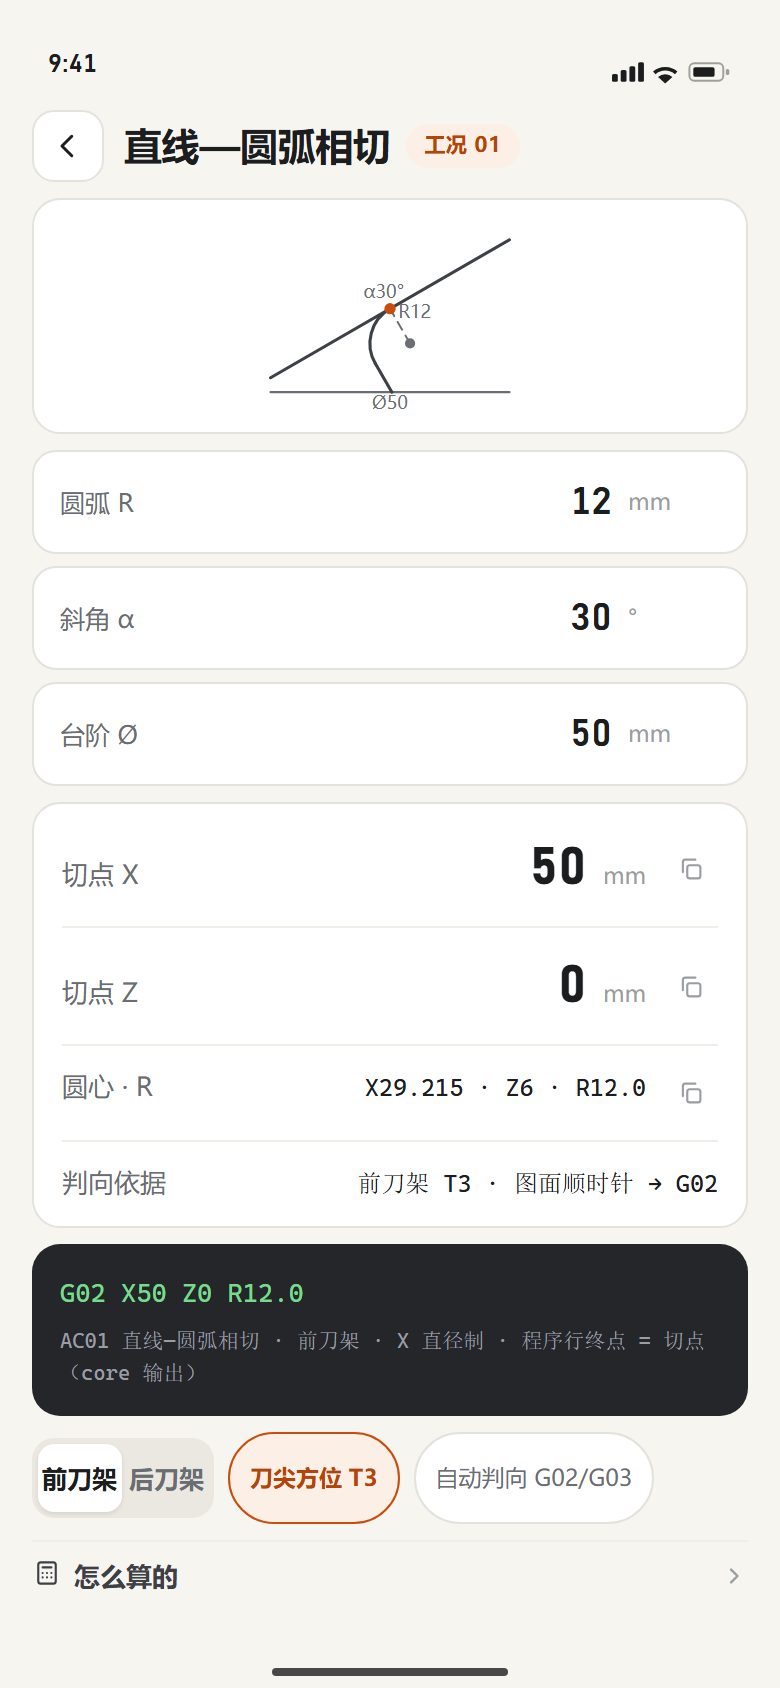 9:41
直线—圆弧相切 工况 01
α30°
R12
Ø50
圆弧 R 12 mm
斜角 α 30 °
台阶 Ø 50 mm
切点 X 50 mm
切点 Z 0 mm
圆心 · R X29.215 · Z6 · R12.0
判向依据 前刀架 T3 · 图面顺时针 → G02
G02 X50 Z0 R12.0
AC01 直线—圆弧相切 · 前刀架 · X 直径制 · 程序行终点 = 切点
（core 输出）
前刀架 后刀架 刀尖方位 T3 自动判向 G02/G03
怎么算的